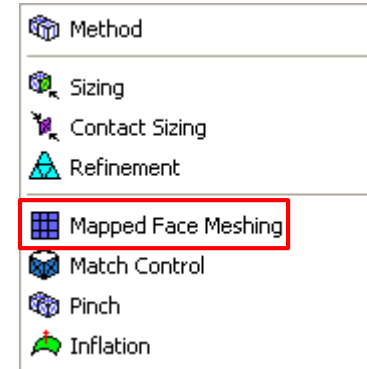 Method
Sizing
Contact Sizing
Refinement
Mapped Face Meshing
Match Control
Pinch
Inflation